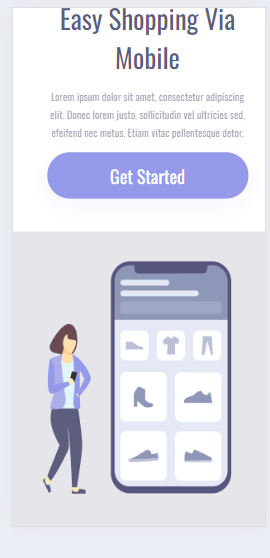 Easy Shopping Via
Mobile
Lorem ipsum dolor sit amet, consectetur adipiscing
elit. Donec lorem justo, sollicitudin vel ultricies sed,
efeifend nec metus. Etiam vitac pellentesque detor.
Get Started